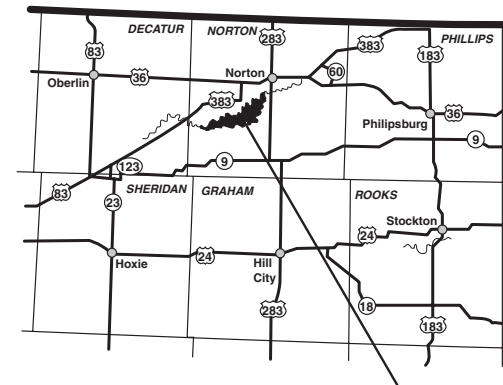 DECATUR NORTON PHILLIPS
83 283 383 183
60
Oberlin 36 Norton
383 36
Philipsburg
9
123 9
83 SHERIDAN GRAHAM ROOKS
23
Stockton
24
Hoxie 24 Hill
City
283 18 183